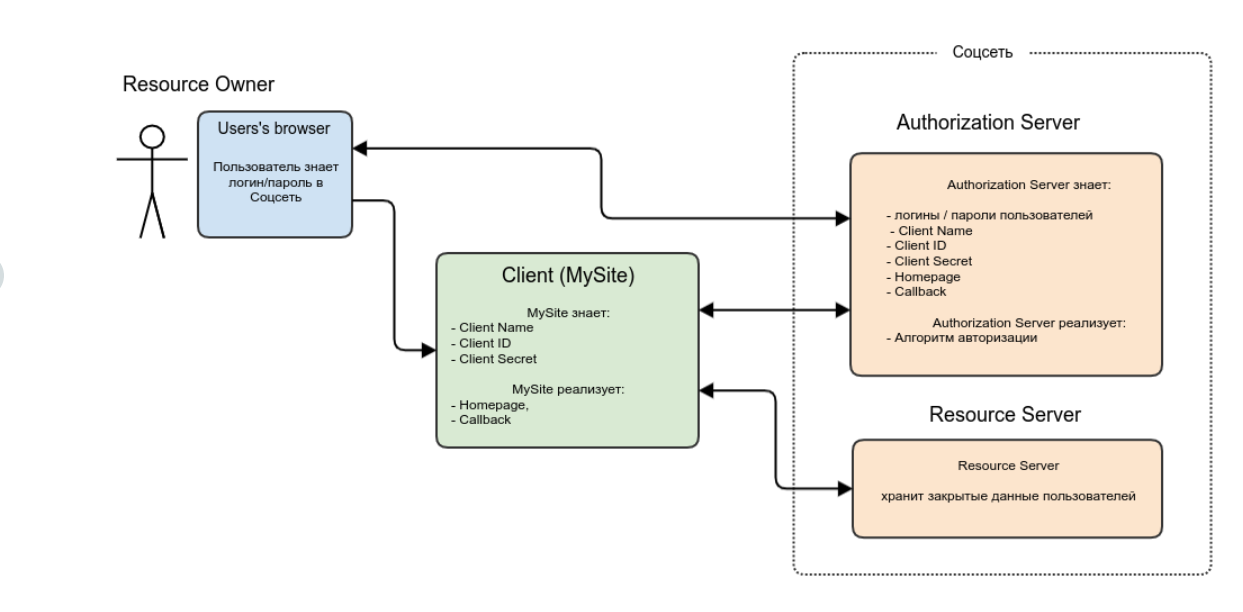 Соцсеть
Resource Owner
Users's browser
Пользователь знает
логин/пароль в
Соцсеть
Client (MySite)
MySite знает:
- Client Name
- Client ID
- Client Secret
MySite реализует:
- Homepage,
- Callback
Authorization Server
Authorization Server знает:
- логины / пароли пользователей
- Client Name
- Client ID
- Client Secret
- Homepage
- Callback
Authorization Server реализует:
- Алгоритм авторизации
Resource Server
Resource Server
хранит закрытые данные пользователей